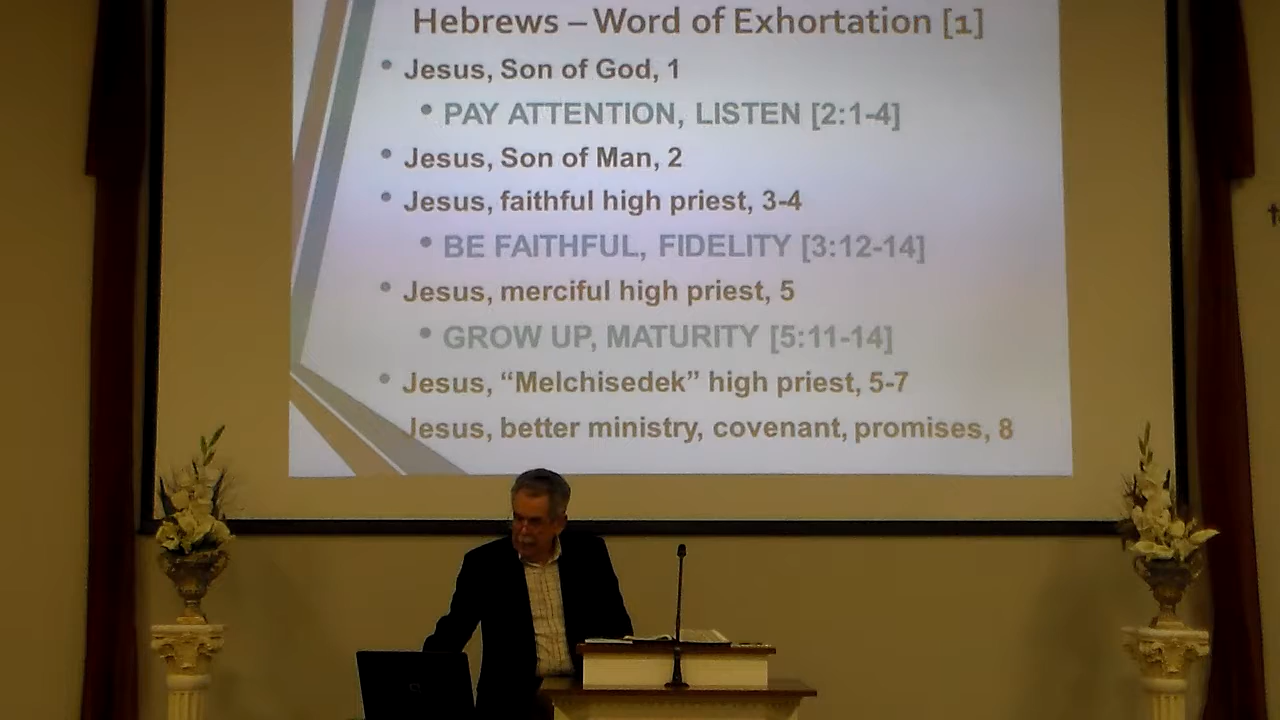 Hebrews – Word of Exhortation [1]
• Jesus, Son of God, 1
• PAY ATTENTION, LISTEN [2:1-4]
• Jesus, Son of Man, 2
• Jesus, faithful high priest, 3-4
• BE FAITHFUL, FIDELITY [3:12-14]
• Jesus, merciful high priest, 5
• GROW UP, MATURITY [5:11-14]
• Jesus, “Melchisedek” high priest, 5-7
Jesus, better ministry, covenant, promises, 8